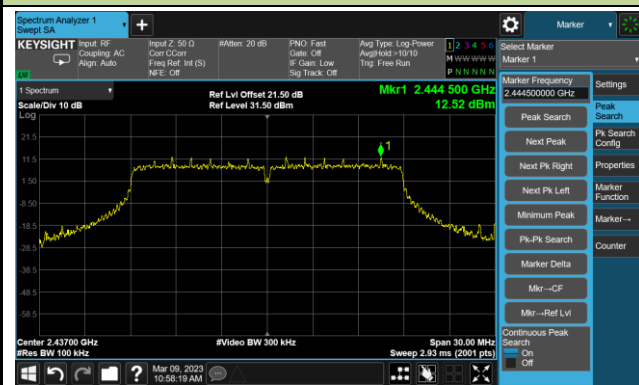 Spectrum Analyzer 1
Swept SA
+
Marker
KEYSIGHT
Input: RF
Coupling: AC
Align: Auto
Input Z: 50 Ω
Corr CCorr
Freq Ref: Int (S)
NFE: Off
#Atten: 20 dB
PNO: Fast
Gate: Off
IF Gain: Low
Sig Track: Off
Avg Type: Log-Power
Avg|Hold:>10/10
Trig: Free Run
1 2 3 4 5 6
M W W W W W
P N N N N N
LXI
Select Marker
Marker 1
1 Spectrum
Scale/Div 10 dB
Log
Ref Lvl Offset 21.50 dB
Ref Level 31.50 dBm
Mkr1 2.444 500 GHz
12.52 dBm
21.5
11.5
1.50
-8.50
-18.5
-28.5
-38.5
-48.5
-58.5
1
Center 2.43700 GHz
#Res BW 100 kHz
#Video BW 300 kHz
Span 30.00 MHz
Sweep 2.93 ms (2001 pts)
Marker Frequency
2.444500000 GHz
Peak Search
Next Peak
Next Pk Right
Next Pk Left
Minimum Peak
Pk-Pk Search
Marker Delta
Mkr→CF
Mkr→Ref Lvl
Continuous Peak
Search
On
Off
Settings
Peak
Search
Pk Search
Config
Properties
Marker
Function
Marker→
Counter
?
Mar 09, 2023
10:58:19 AM